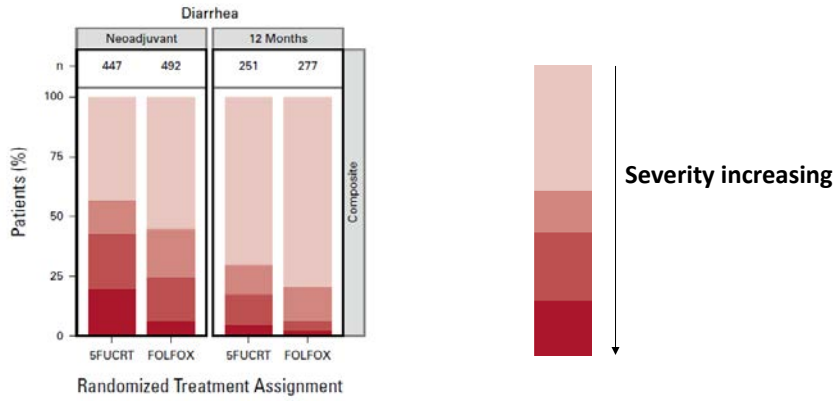 Diarrhea
Neoadjuvant 12 Months
n 447 492 251 277
100
75
50
25
0
Patients (%)
Composite
5FUCRT FOLFOX 5FUCRT FOLFOX
Randomized Treatment Assignment
Severity increasing